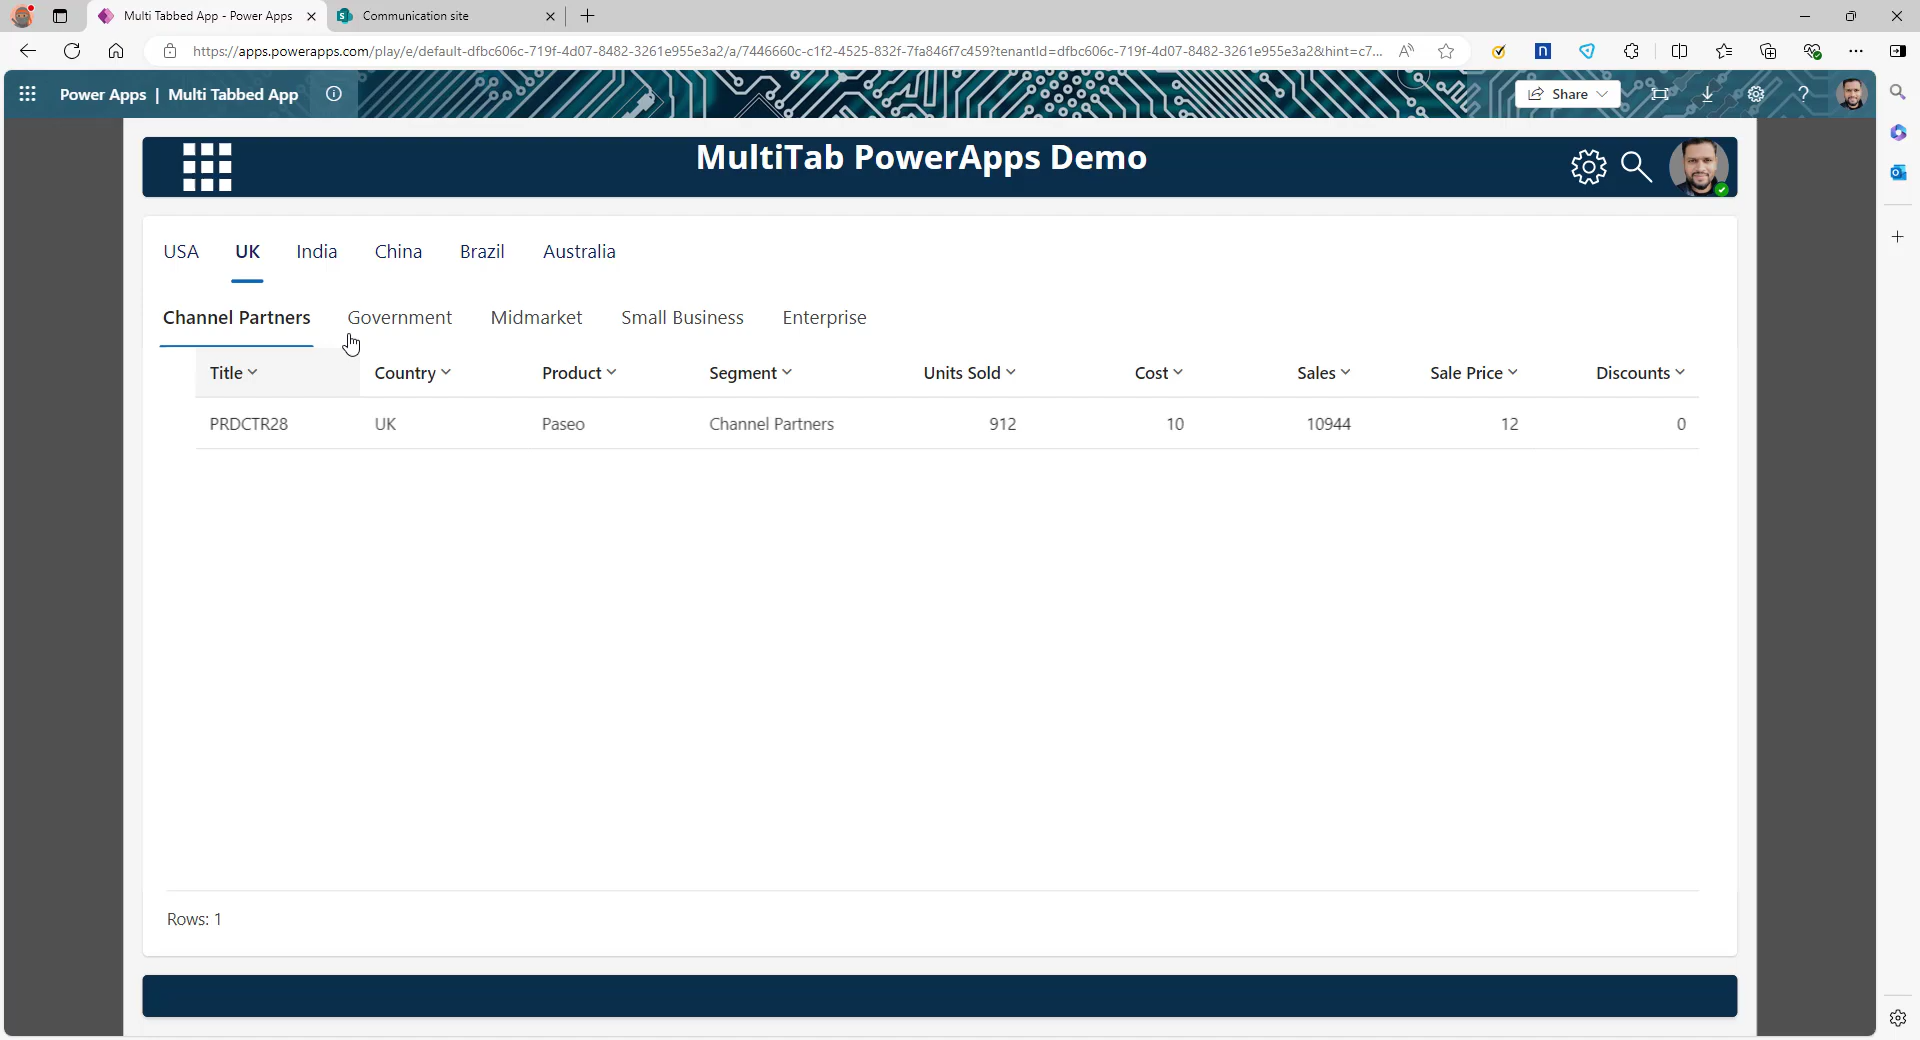 Multi Tabbed App - Power Apps
Communication site
https://apps.powerapps.com/play/e/default-dfbc606c-719f-4d07-8482-3261e955e3a2/a/7446660c-c1f2-4525-832f-7fa846f7c459?tenantId=dfbc606c-719f-4d07-8482-3261e955e3a2&hint=c7...
Power Apps | Multi Tabbed App
Share
MultiTab PowerApps Demo
USA UK India China Brazil Australia
Channel Partners Government Midmarket Small Business Enterprise
Title Country Product Segment Units Sold Cost Sales Sale Price Discounts
PRDCTR28 UK Paseo Channel Partners 912 10 10944 12 0
Rows: 1